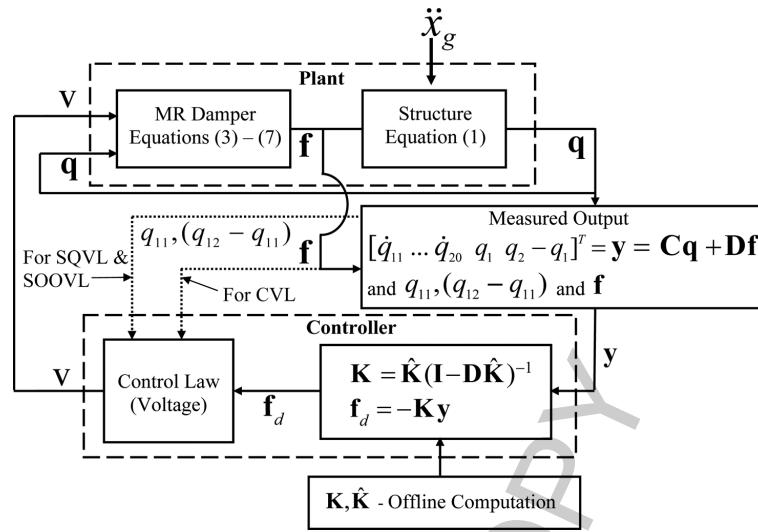 ẍ_g
Plant
v
MR Damper
Equations (3) – (7)
f
Structure
Equation (1)
q
q
Measured Output
[q̇₁₁ ... q̇₂₀ q₁ q₂ − q₁]ᵀ = y = Cq + Df
and q₁₁,(q₁₂ − q₁₁) and f
q₁₁,(q₁₂ − q₁₁)
f
For SQVL &
SOOVL
For CVL
Controller
y
v
Control Law
(Voltage)
f_d
K = K̂(I−DK̂)⁻¹
f_d = −Ky
K,K̂ - Offline Computation
OPY